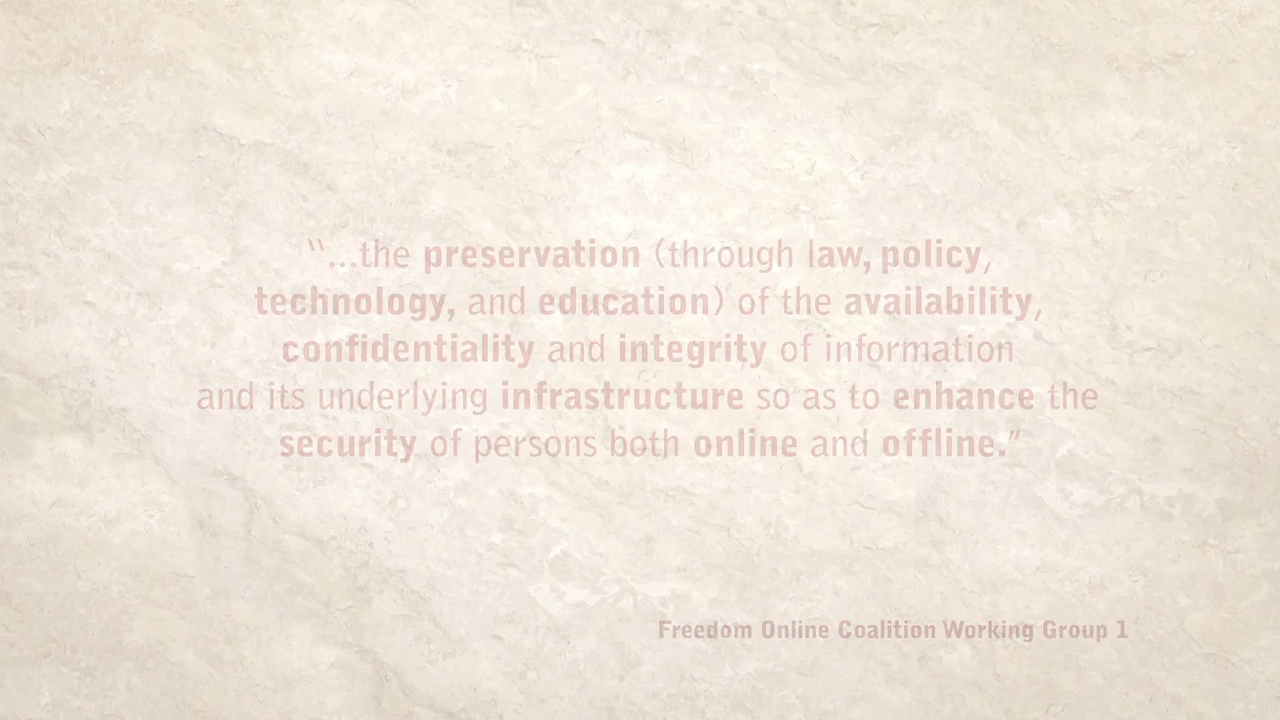 “…the preservation (through law, policy,
technology, and education) of the availability,
confidentiality and integrity of information
and its underlying infrastructure so as to enhance the
security of persons both online and offline.”
Freedom Online Coalition Working Group 1